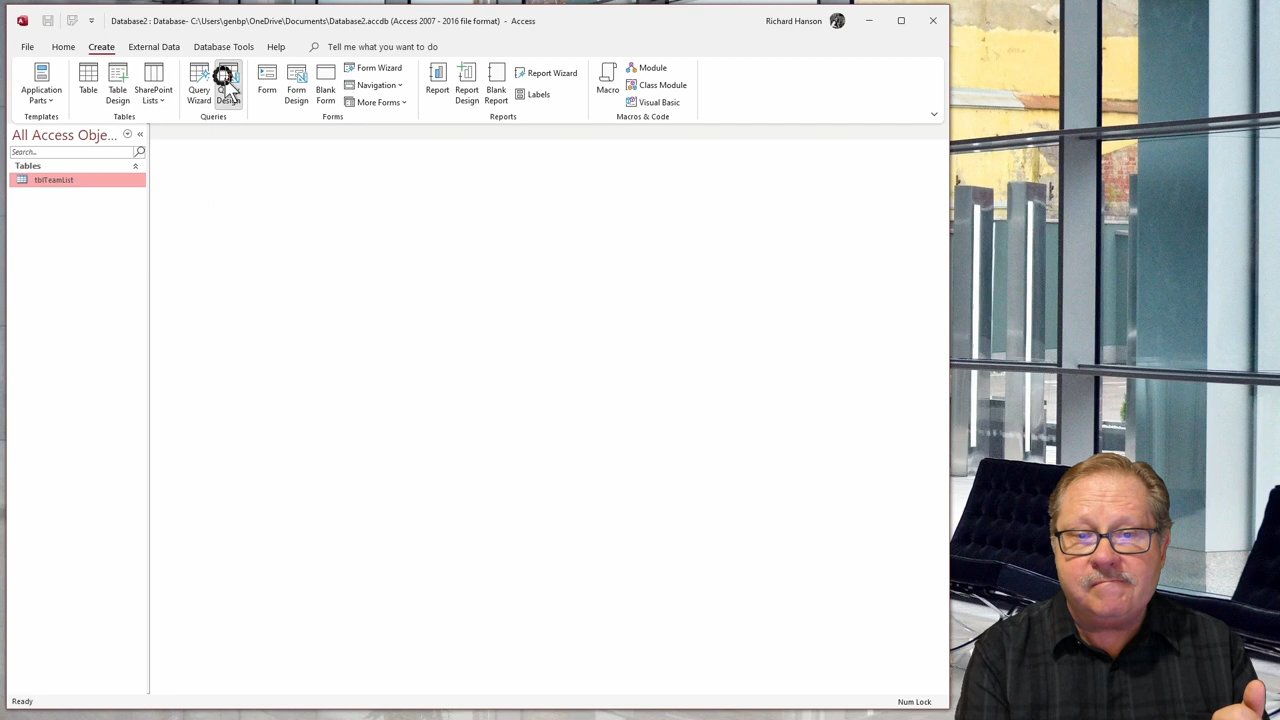 Database2 : Database- C:\Users\genbp\OneDrive\Documents\Database2.accdb (Access 2007 - 2016 file format) - Access
Richard Hanson
File Home Create External Data Database Tools Help Tell me what you want to do
Application Parts
Templates
Table
Table Design
SharePoint Lists
Tables
Query Wizard
Design
Queries
Form
Form Design
Blank Form
Form Wizard
Navigation
More Forms
Forms
Report
Report Design
Blank Report
Report Wizard
Labels
Reports
Macro
Module
Class Module
Visual Basic
Macros & Code
All Access Obje...
Search...
Tables
tblTeamList
Ready
Num Lock